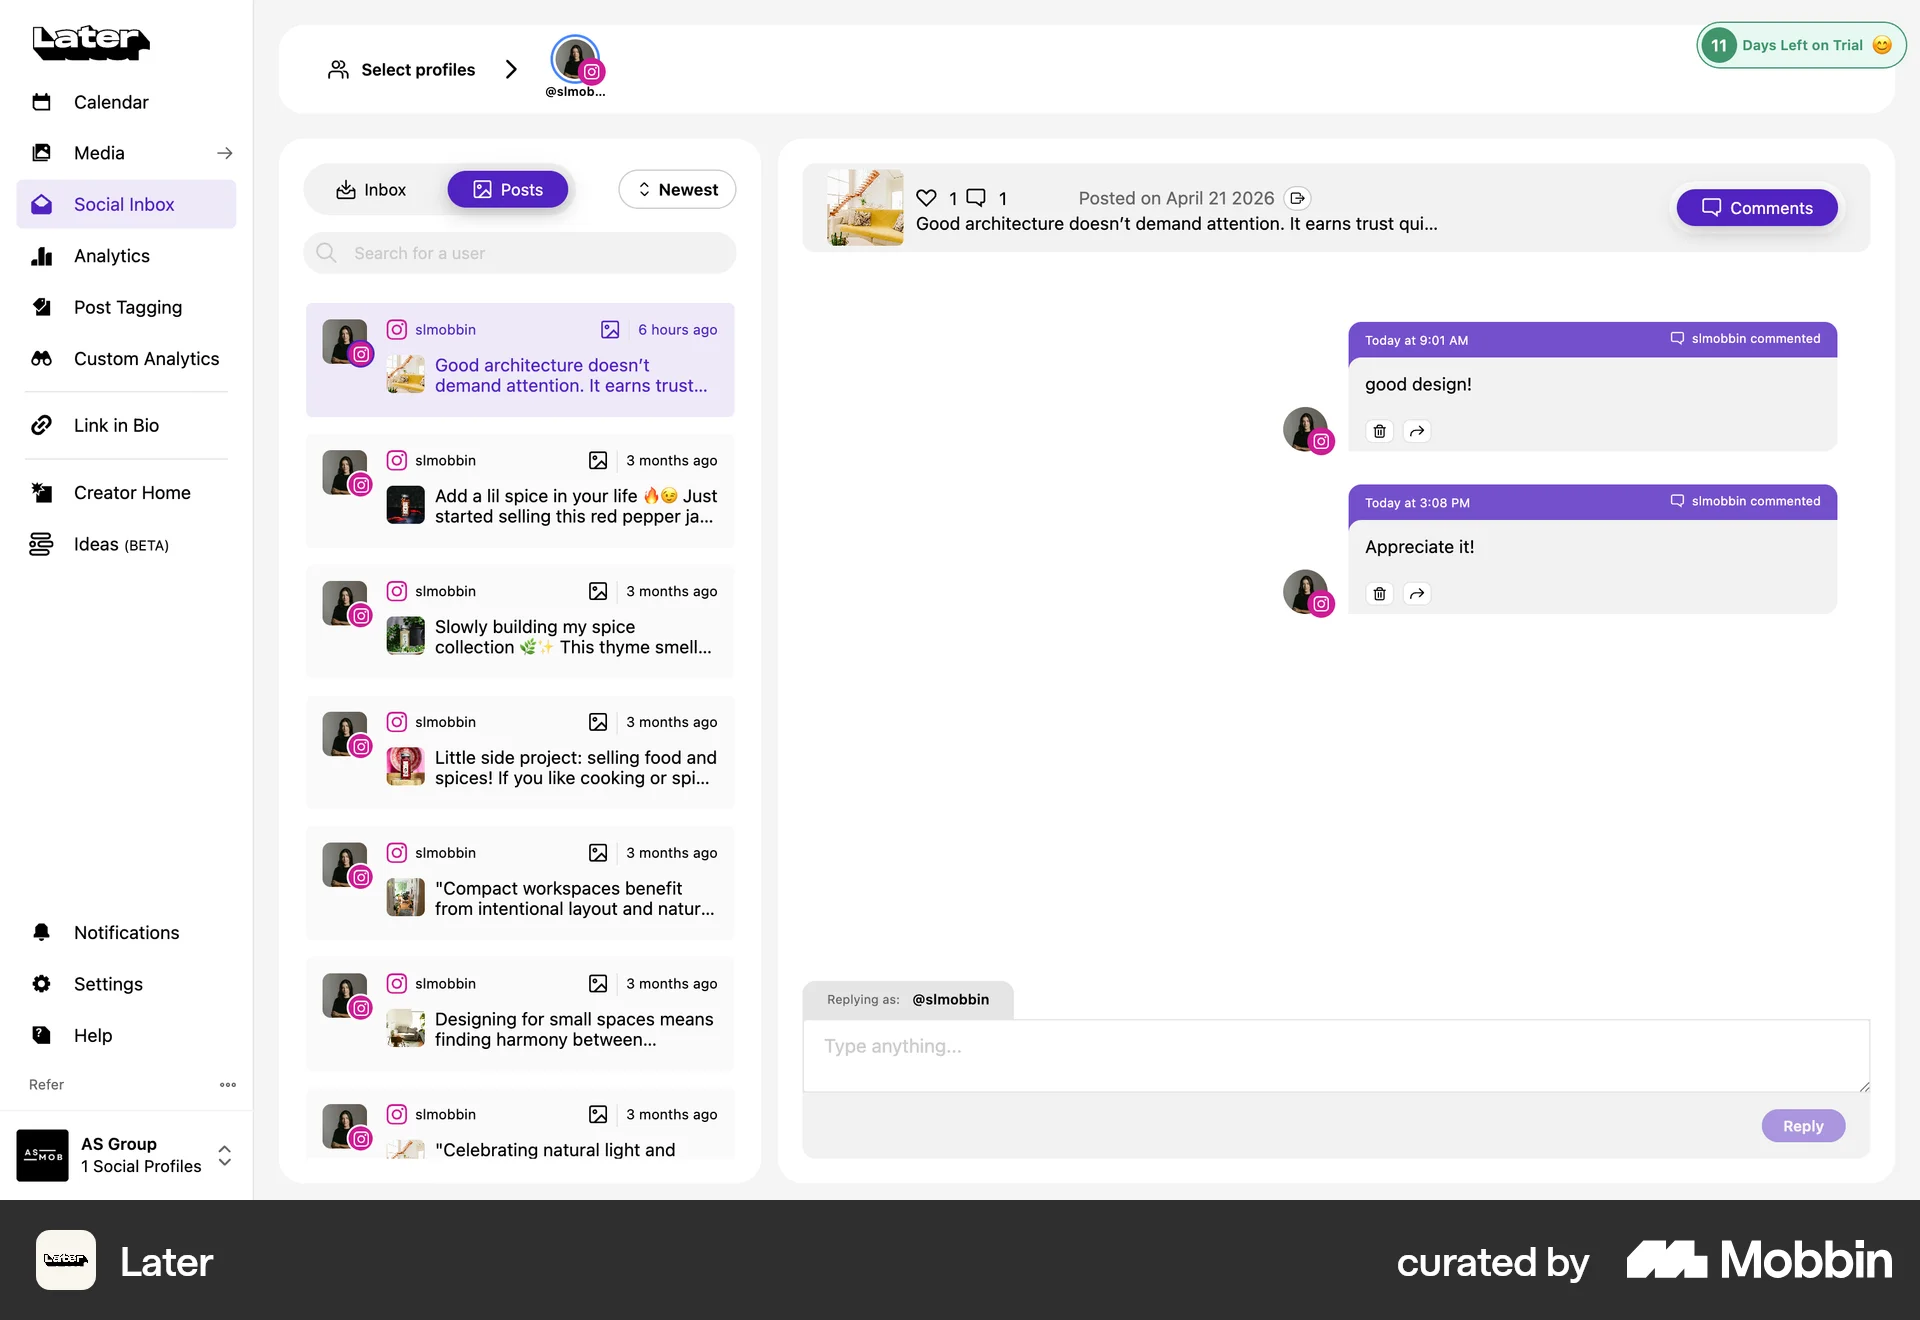 Later
Calendar
Media
Social Inbox
Analytics
Post Tagging
Custom Analytics
Link in Bio
Creator Home
Ideas (BETA)
Notifications
Settings
Help
Refer
ASMOB
AS Group
1 Social Profiles
Select profiles
@slmob...
11 Days Left on Trial 😊
Inbox
Posts
Newest
Search for a user
slmobbin
6 hours ago
Good architecture doesn’t
demand attention. It earns trust...
slmobbin
3 months ago
Add a lil spice in your life 🔥😉 Just
started selling this red pepper ja...
slmobbin
3 months ago
Slowly building my spice
collection 🌿✨ This thyme smell...
slmobbin
3 months ago
Little side project: selling food and
spices! If you like cooking or spi...
slmobbin
3 months ago
"Compact workspaces benefit
from intentional layout and natur...
slmobbin
3 months ago
Designing for small spaces means
finding harmony between...
slmobbin
3 months ago
"Celebrating natural light and
1 1
Posted on April 21 2026
Good architecture doesn’t demand attention. It earns trust qui...
Comments
Today at 9:01 AM
slmobbin commented
good design!
Today at 3:08 PM
slmobbin commented
Appreciate it!
Replying as: @slmobbin
Type anything...
Reply
Later
Later
curated by
Mobbin